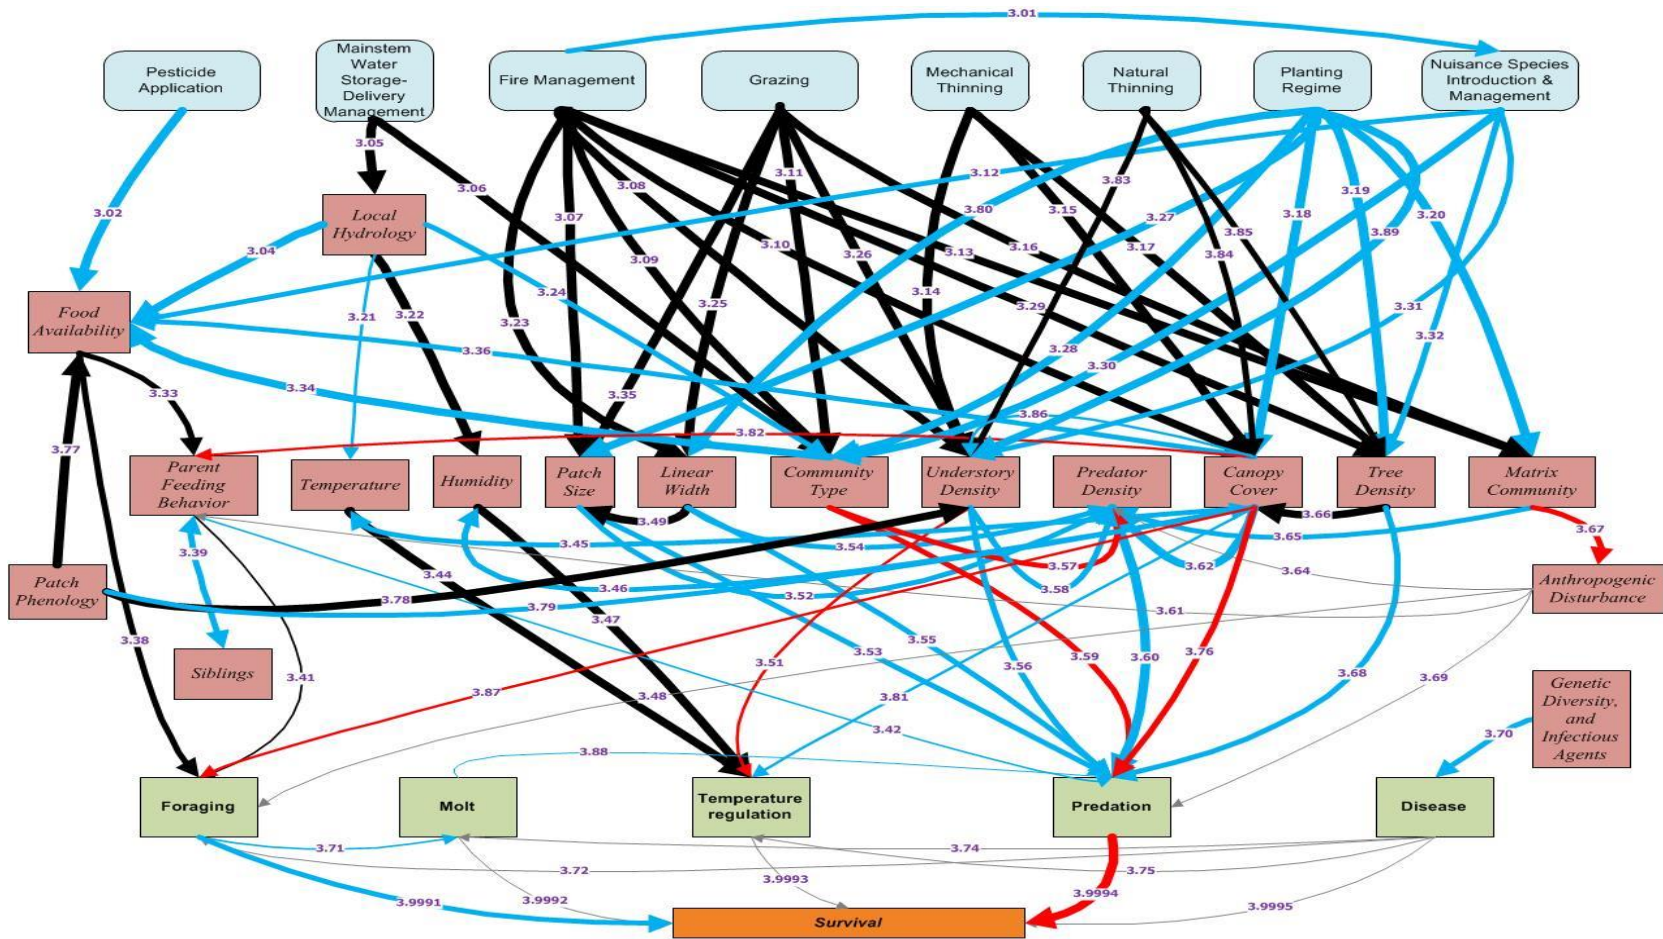 3.01
Pesticide
Application
Mainstem
Water
Storage-
Delivery
Management
Fire Management
Grazing
Mechanical
Thinning
Natural
Thinning
Planting
Regime
Nuisance Species
Introduction &
Management
3.05
3.02
3.04
3.06
3.07
3.08
3.09
3.10
3.11
3.12
3.13
3.14
3.15
3.16
3.17
3.18
3.19
3.20
3.80
3.83
3.84
3.85
3.89
3.27
3.26
3.25
3.24
3.23
3.22
3.21
3.28
3.29
3.30
3.31
3.32
Local
Hydrology
Food
Availability
3.33
3.34
3.35
3.36
3.86
3.82
3.77
Parent
Feeding
Behavior
Temperature
Humidity
Patch
Size
Linear
Width
Community
Type
Understory
Density
Predator
Density
Canopy
Cover
Tree
Density
Matrix
Community
3.49
3.66
3.67
3.39
3.45
3.54
3.65
3.57
3.62
3.64
3.44
3.46
3.52
3.58
3.61
Patch
Phenology
3.78
3.79
Anthropogenic
Disturbance
3.38
3.47
3.53
3.55
3.51
3.56
3.59
3.60
3.76
3.68
3.69
Siblings
3.41
3.87
3.48
3.81
3.42
3.88
3.70
Genetic
Diversity,
and
Infectious
Agents
Foraging
Molt
Temperature
regulation
Predation
Disease
3.71
3.72
3.74
3.75
3.9991
3.9992
3.9993
3.9994
3.9995
Survival